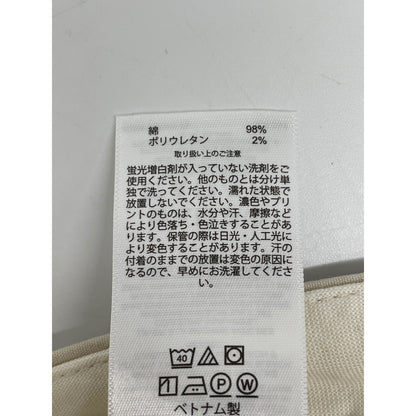 綿 98%
ポリウレタン 2%
取り扱い上のご注意
蛍光増白剤が入っていない洗剤をご
使用ください。他のものとは分け単
独で洗ってください。濡れた状態で
放置しないでください。濃色やプリ
ントのものは、水分や汗、摩擦など
により色落ち・色泣きすることがあ
ります。保管の際は日光・人工光に
より変色することがあります。汗の
付着のままでの放置は変色の原因に
なるので、早めにお洗濯してくださ
い。
40
P W
ベトナム製